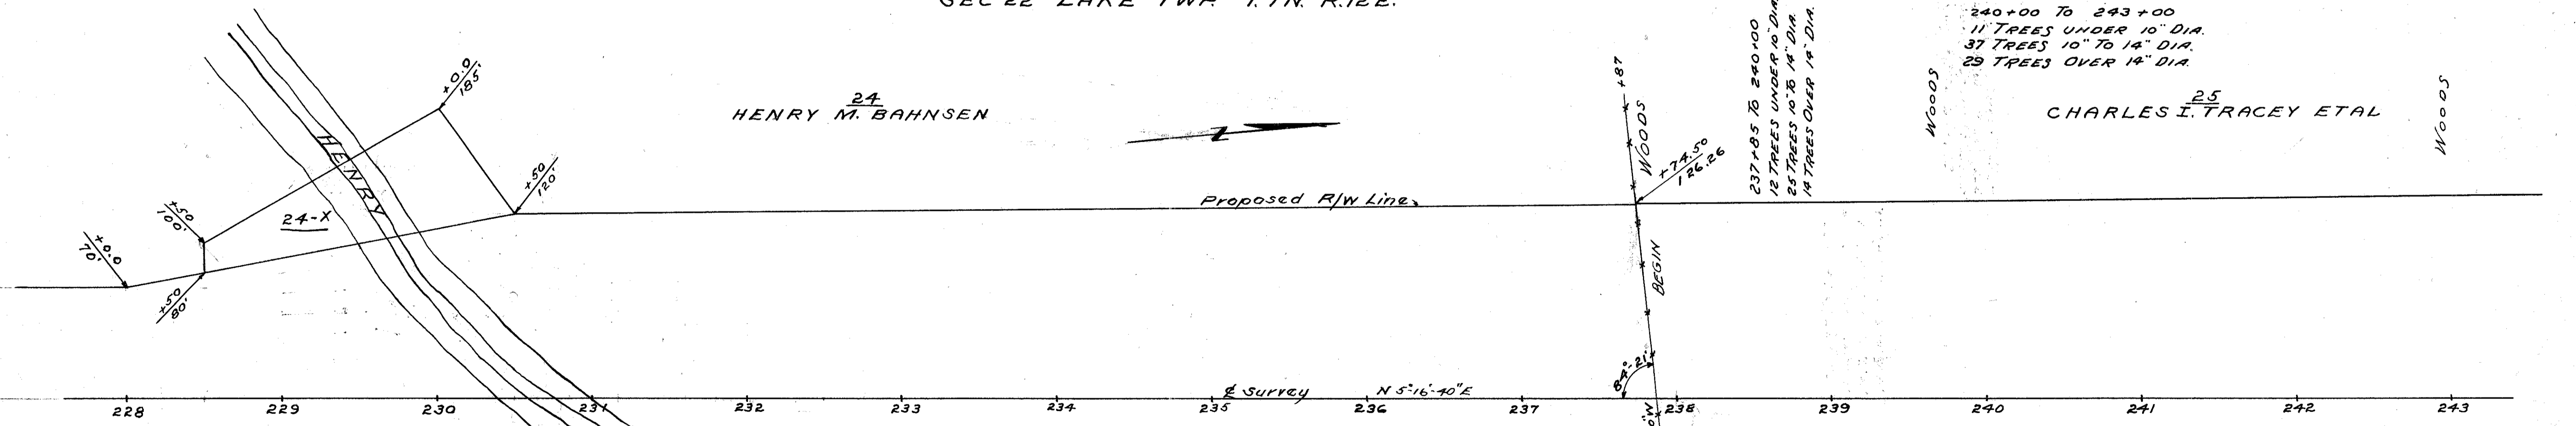 SEC 22 LAKE TWP. T.7N. R.12E.
240+00 TO 243+00
11 TREES UNDER 10" DIA.
37 TREES 10" TO 14" DIA.
29 TREES OVER 14" DIA.
237+85 TO 240+00
12 TREES UNDER 10" DIA.
25 TREES 10" TO 14" DIA.
14 TREES OVER 14" DIA.
+87
WOODS
WOODS
WOODS
25
CHARLES I. TRACEY ETAL
24
HENRY M. BAHNSEN
N
+0.0
185'
HENRY
+50
120'
+50
100'
24-X
+0.0
70'
+50
80'
+74.50
126.26
Proposed R/W Line
BEGIN
84°-21'
℄ Survey N 5°-16'-40" E
228 229 230 231 232 233 234 235 236 237 238 239 240 241 242 243